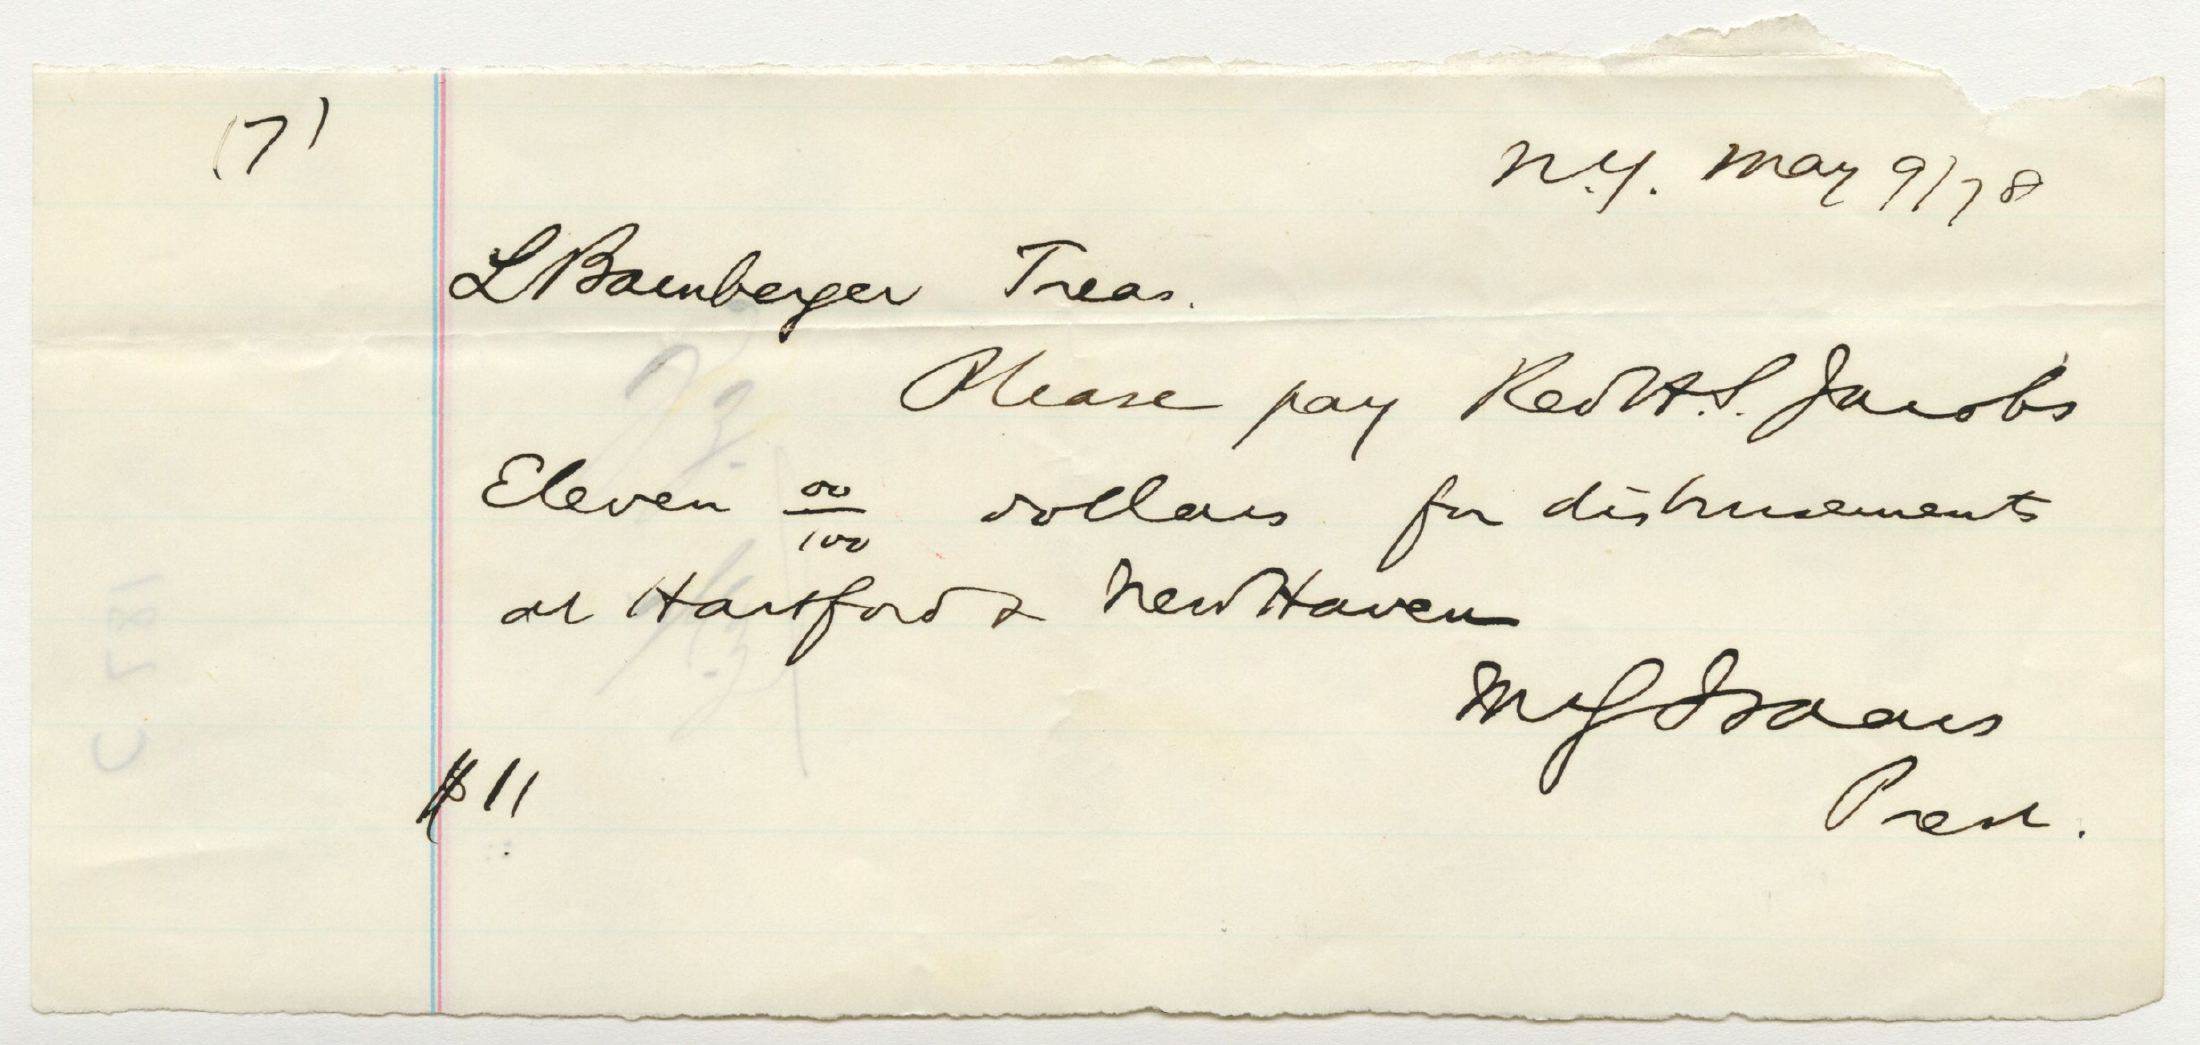 (7)
N.Y. May 9/78
L Bamberger Treas.
Please pay Rev H.S. Jacobs
Eleven 00/100 dollars for disbursements
at Hartford & New Haven
M S Isaacs
Prest.
$11